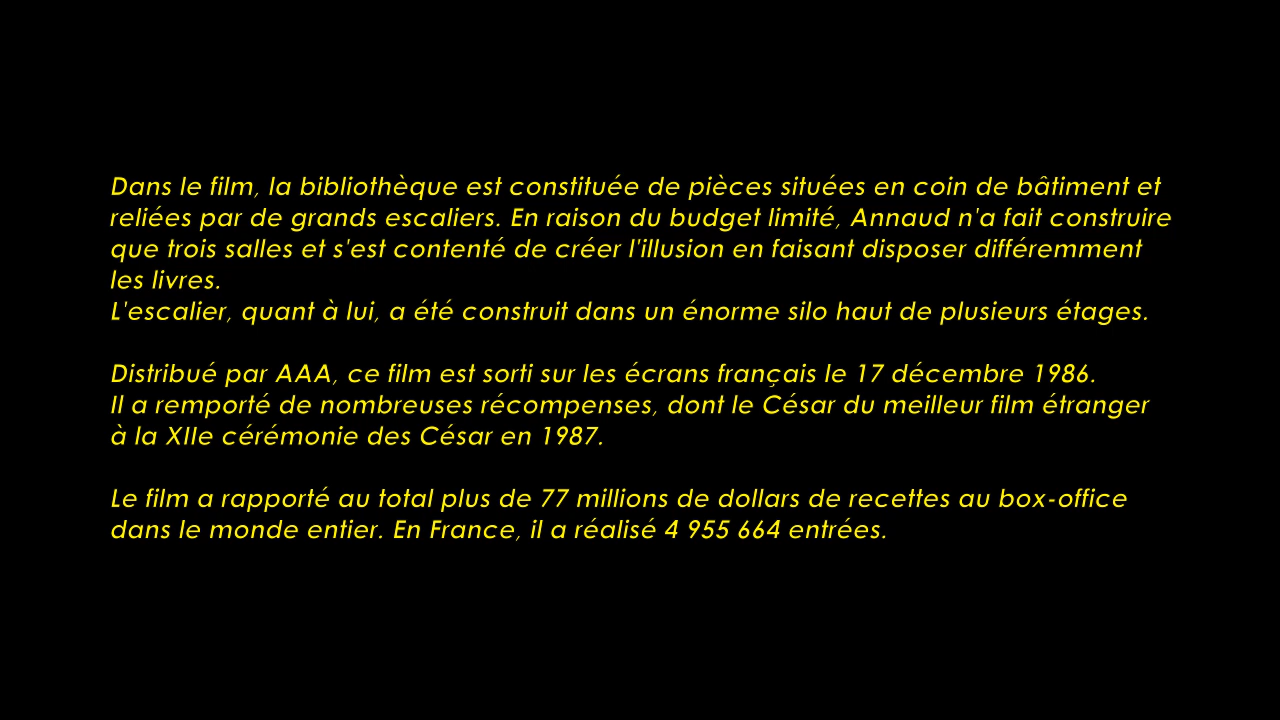 Dans le film, la bibliothèque est constituée de pièces situées en coin de bâtiment et
reliées par de grands escaliers. En raison du budget limité, Annaud n'a fait construire
que trois salles et s'est contenté de créer l'illusion en faisant disposer différemment
les livres.
L'escalier, quant à lui, a été construit dans un énorme silo haut de plusieurs étages.

Distribué par AAA, ce film est sorti sur les écrans français le 17 décembre 1986.
Il a remporté de nombreuses récompenses, dont le César du meilleur film étranger
à la XIIe cérémonie des César en 1987.

Le film a rapporté au total plus de 77 millions de dollars de recettes au box-office
dans le monde entier. En France, il a réalisé 4 955 664 entrées.